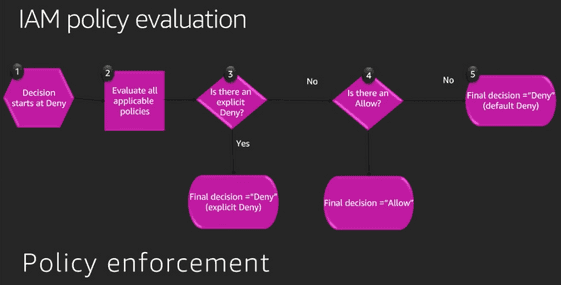 IAM policy evaluation
1
Decision
starts at Deny
2
Evaluate all
applicable
policies
3
Is there an
explicit
Deny?
No
4
Is there an
Allow?
No
5
Final decision ="Deny"
(default Deny)
Yes
Final decision ="Deny"
(explicit Deny)
Final decision ="Allow"
Policy enforcement